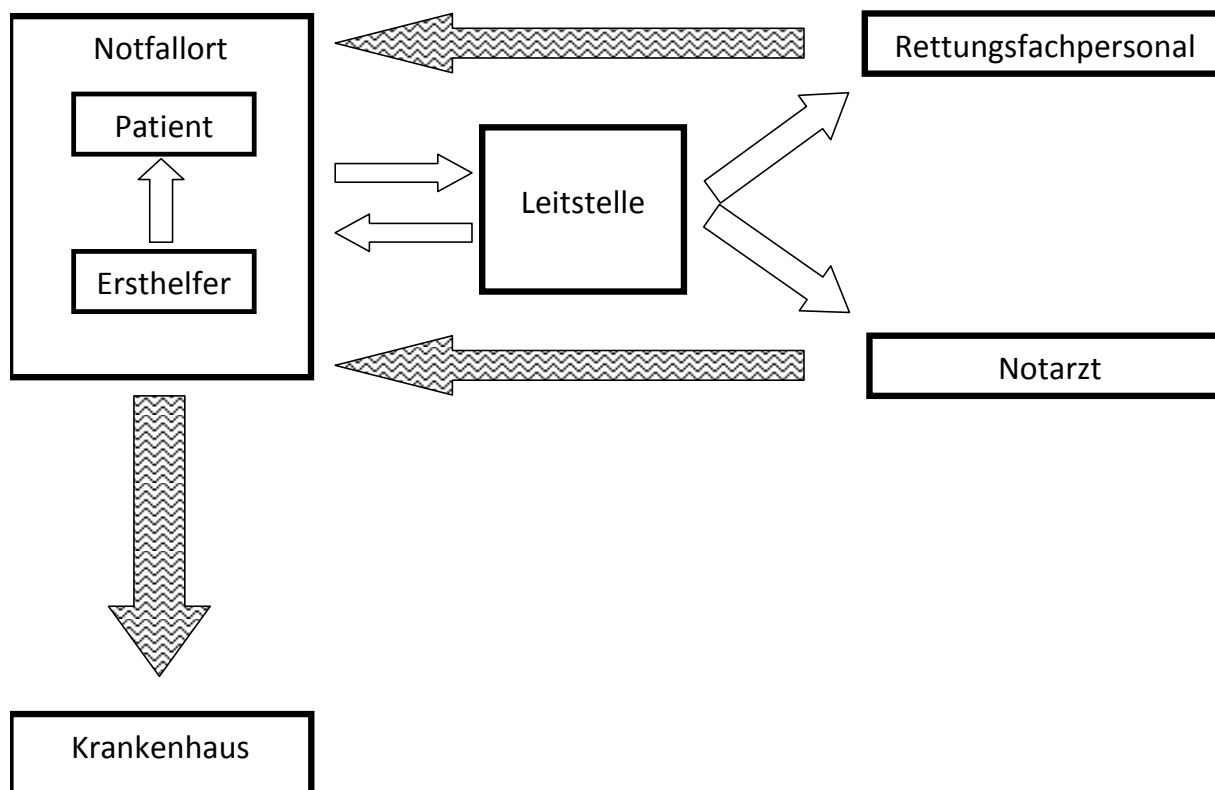 Notfallort
Rettungsfachpersonal
Patient
Leitstelle
Ersthelfer
Notarzt
Krankenhaus